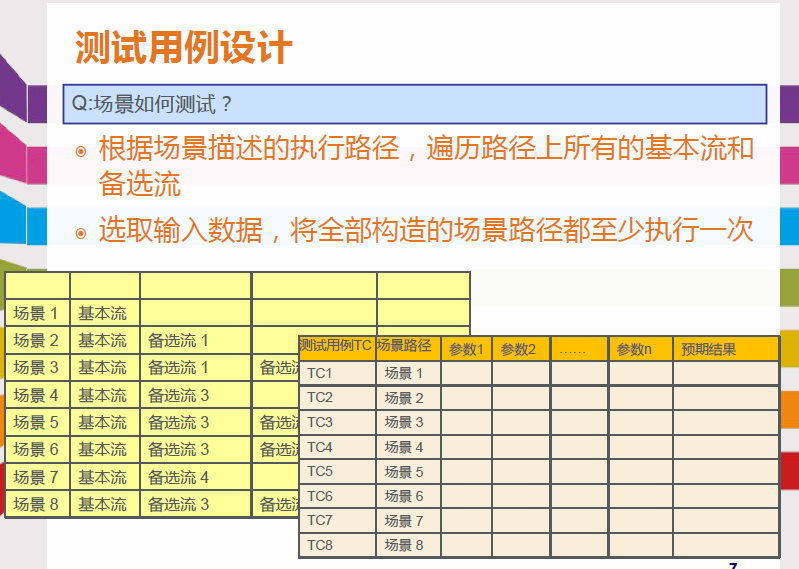 测试用例设计
Q:场景如何测试？
根据场景描述的执行路径，遍历路径上所有的基本流和
备选流
选取输入数据，将全部构造的场景路径都至少执行一次
场景 1 基本流
场景 2 基本流 备选流 1
场景 3 基本流 备选流 1 备选
场景 4 基本流 备选流 3
场景 5 基本流 备选流 3 备选
场景 6 基本流 备选流 3 备选
场景 7 基本流 备选流 4
场景 8 基本流 备选流 3 备选
测试用例TC 场景路径 参数1 参数2 …… 参数n 预期结果
TC1 场景 1
TC2 场景 2
TC3 场景 3
TC4 场景 4
TC5 场景 5
TC6 场景 6
TC7 场景 7
TC8 场景 8